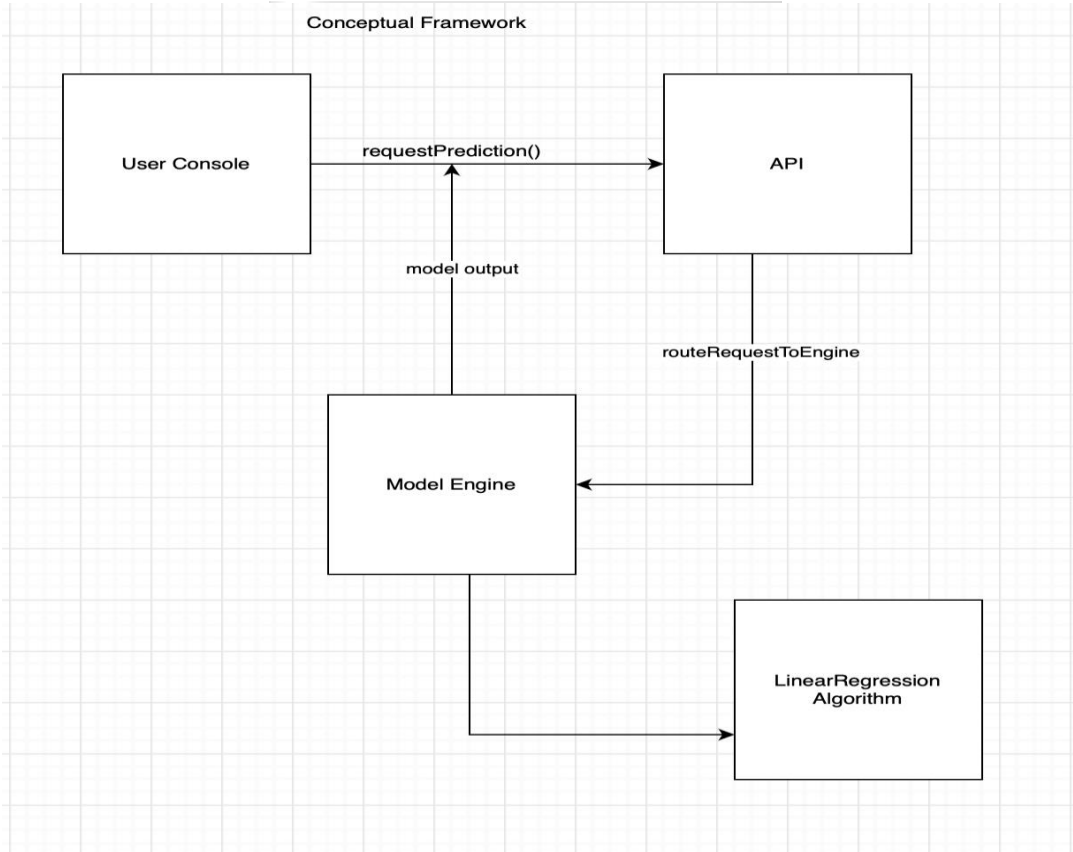 Conceptual Framework
requestPrediction()
User Console
API
model output
routeRequestToEngine
Model Engine
LinearRegression
Algorithm